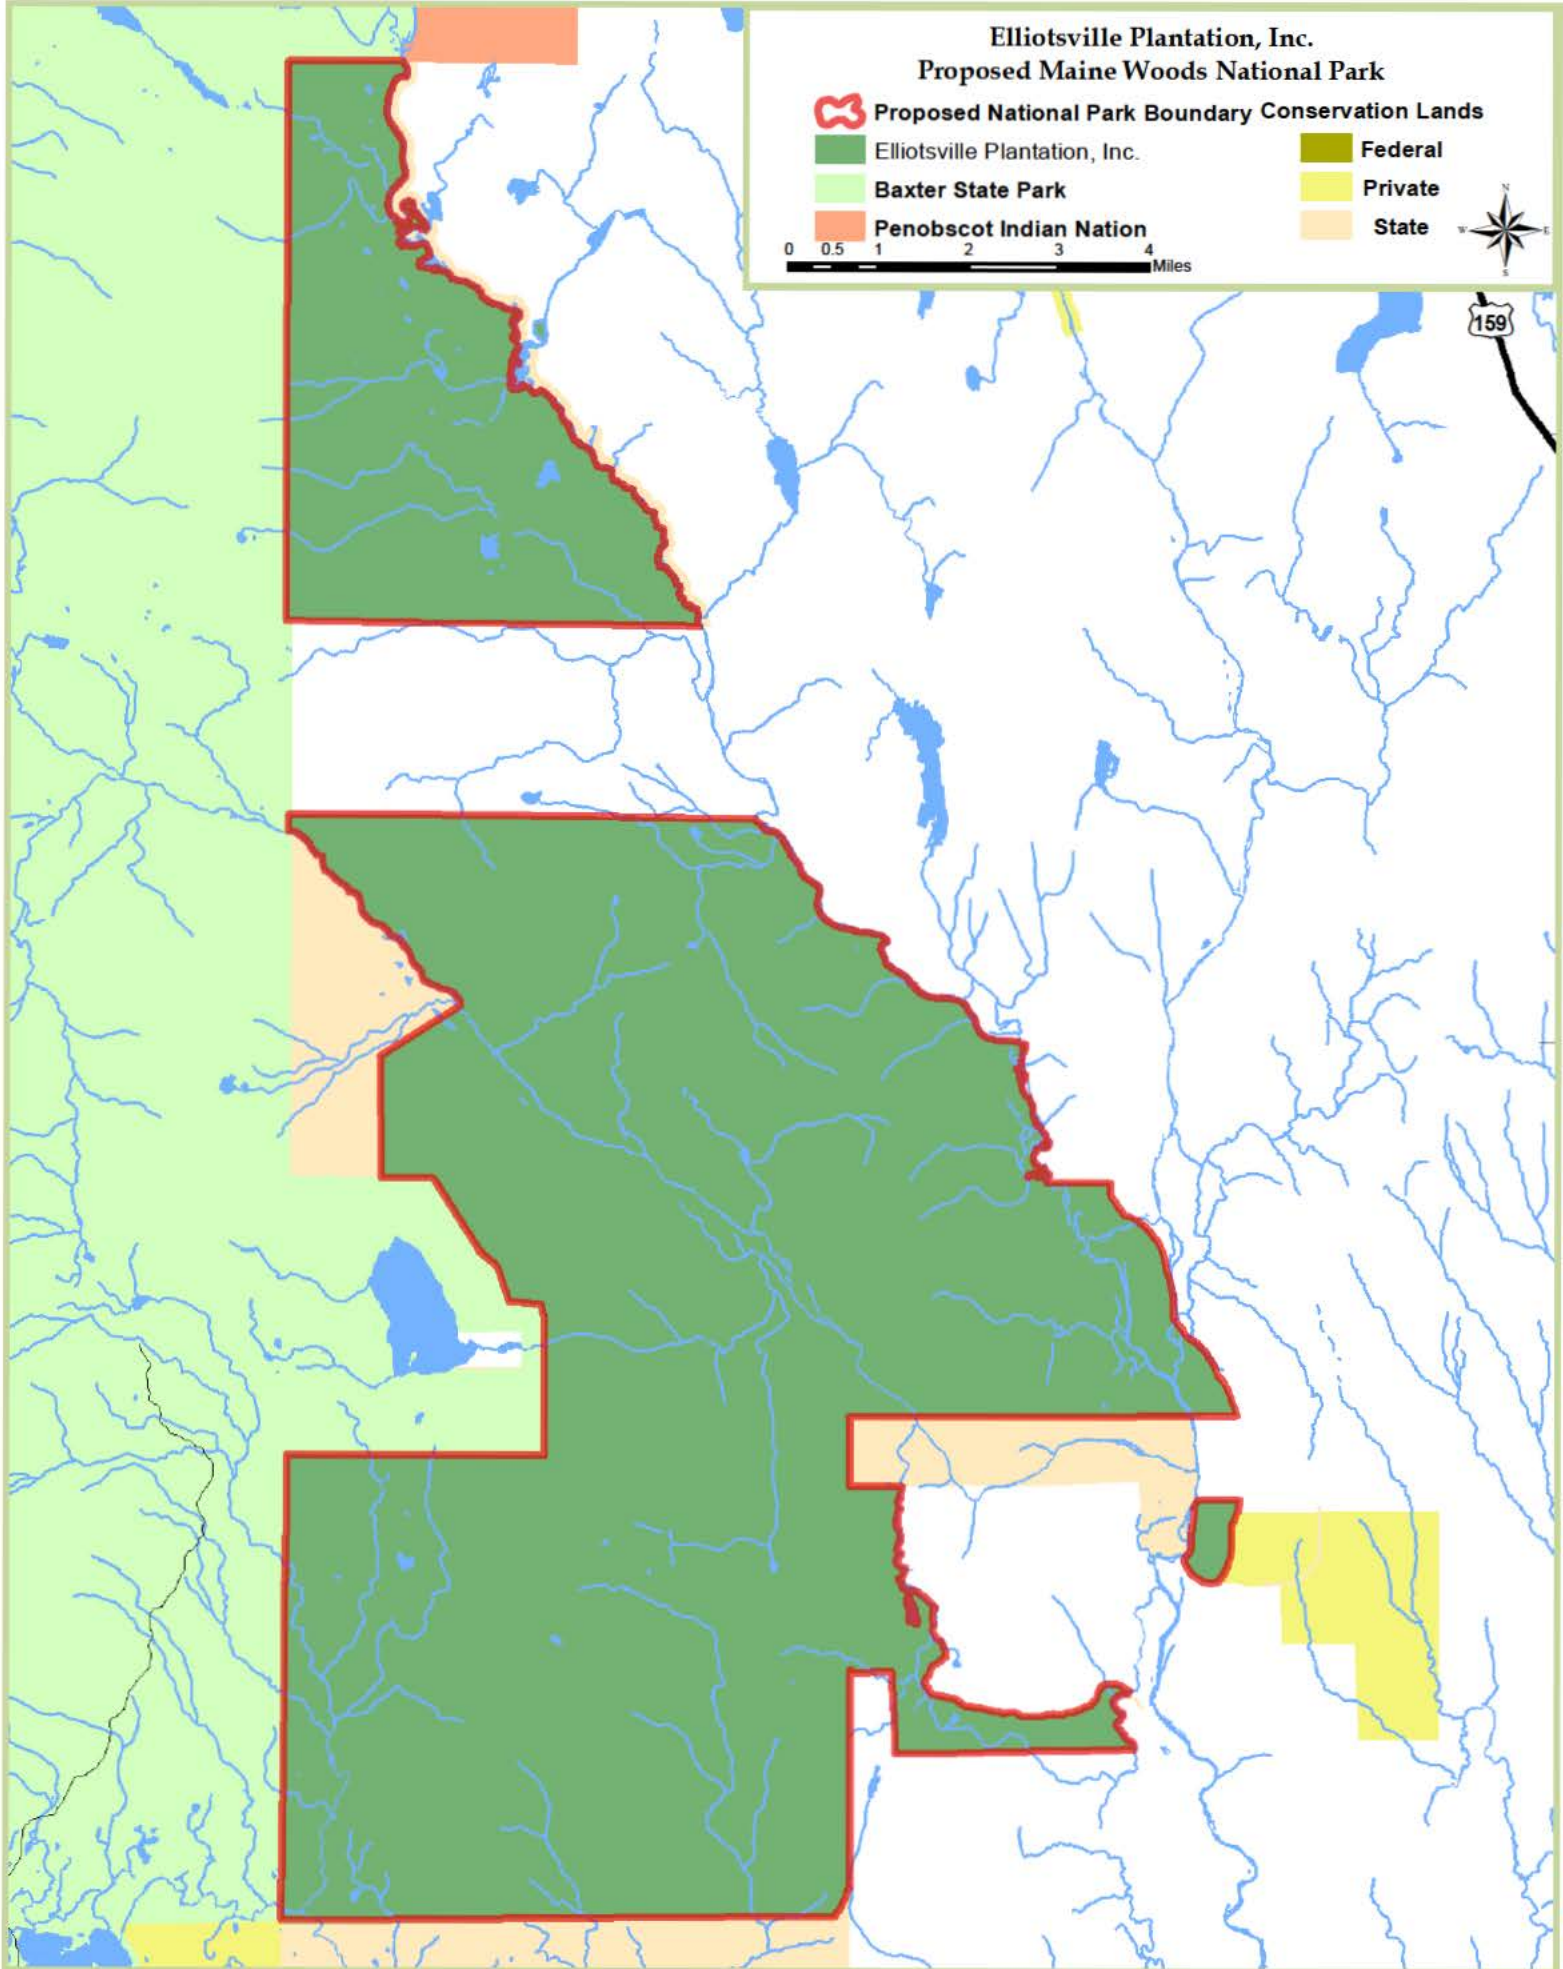 Elliotsville Plantation, Inc.
Proposed Maine Woods National Park
Proposed National Park Boundary Conservation Lands
Elliotsville Plantation, Inc.
Federal
Baxter State Park
Private
Penobscot Indian Nation
State
N
W E
S
0 0.5 1 2 3 4
Miles
159